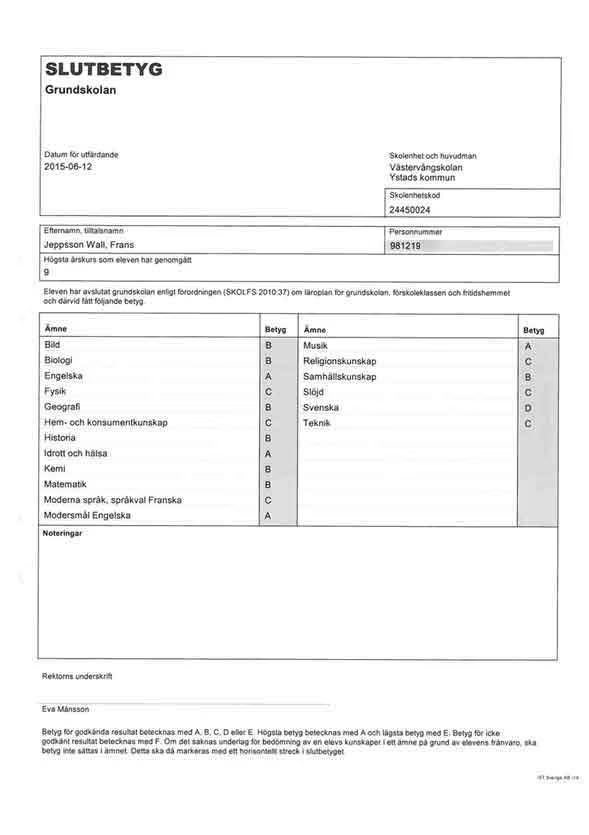 SLUTBETYG
Grundskolan
Datum för utfärdande
2015-06-12
Skolenhet och huvudman
Västervångskolan
Ystads kommun
Skolenhetskod
24450024
Efternamn, tilltalsnamn
Jeppsson Wall, Frans
Personnummer
981219
Högsta årskurs som eleven har genomgått
9
Eleven har avslutat grundskolan enligt förordningen (SKOLFS 2010:37) om läroplan för grundskolan, förskoleklassen och fritidshemmet
och därvid fått följande betyg.
Ämne Betyg Ämne Betyg
Bild B Musik A
Biologi B Religionskunskap C
Engelska A Samhällskunskap B
Fysik C Slöjd C
Geografi B Svenska D
Hem- och konsumentkunskap C Teknik C
Historia B
Idrott och hälsa A
Kemi B
Matematik B
Moderna språk, språkval Franska C
Modersmål Engelska A
Noteringar
Rektorns underskrift
Eva Månsson
Betyg för godkända resultat betecknas med A, B, C, D eller E. Högsta betyg betecknas med A och lägsta betyg med E. Betyg för icke
godkänt resultat betecknas med F. Om det saknas underlag för bedömning av en elevs kunskaper i ett ämne på grund av elevens frånvaro, ska
betyg inte sättas i ämnet. Detta ska då markeras med ett horisontellt streck i slutbetyget.
IST Sverige AB